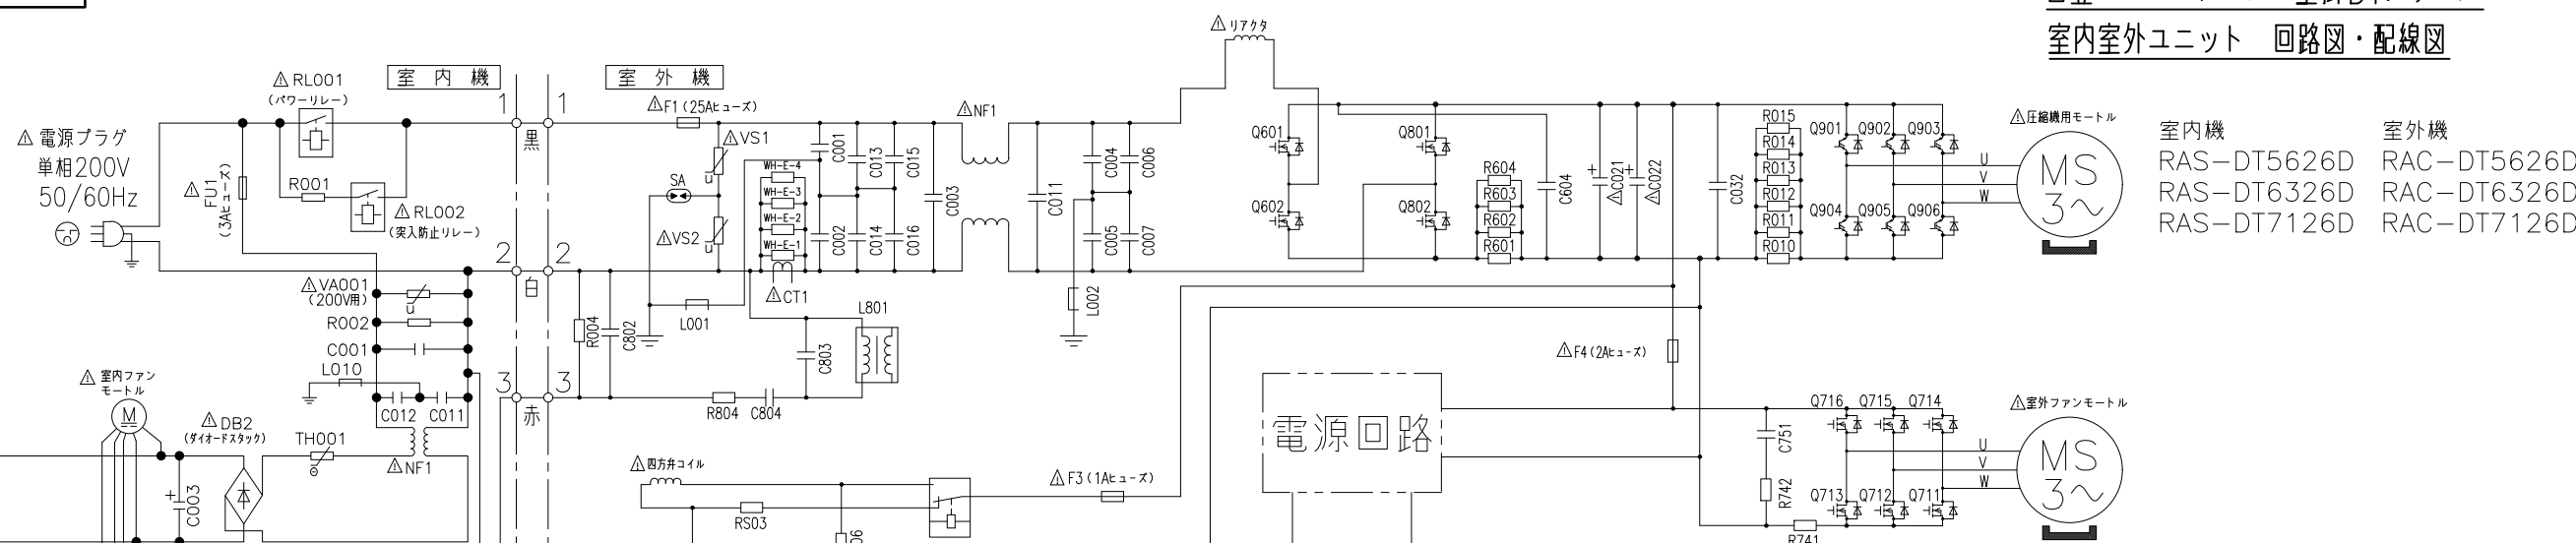 室内室外ユニット 回路図・配線図
室内機
RAS-DT5626D
RAS-DT6326D
RAS-DT7126D
室外機
RAC-DT5626D
RAC-DT6326D
RAC-DT7126D
室内機
室外機
電源プラグ
単相200V
50/60Hz
RL001
(パワーリレー)
FU1
(3Aヒューズ)
R001
RL002
(突入防止リレー)
1
1
黒
2
2
白
3
3
赤
VA001
(200V用)
R002
C001
L010
C012
C011
NF1
室内ファン
モートル
M
DB2
(ダイオードスタック)
TH001
C003
F1 (25Aヒューズ)
VS1
SA
VS2
WH-E-4
WH-E-3
WH-E-2
WH-E-1
CT1
L001
C001
C002
C013
C014
C015
C016
C003
NF1
C011
C004
C005
C006
C007
L002
R004
C802
C803
L801
R804
C804
四方弁コイル
RS03
F3 (1Aヒューズ)
リアクタ
Q601
Q602
Q801
Q802
R604
R603
R602
R601
C604
C021
C022
C032
R015
R014
R013
R012
R011
R010
Q901
Q902
Q903
Q904
Q905
Q906
U
V
W
圧縮機用モートル
MS
3~
F4 (2Aヒューズ)
電源回路
C751
R742
R741
Q716
Q715
Q714
Q713
Q712
Q711
U
V
W
室外ファンモートル
MS
3~